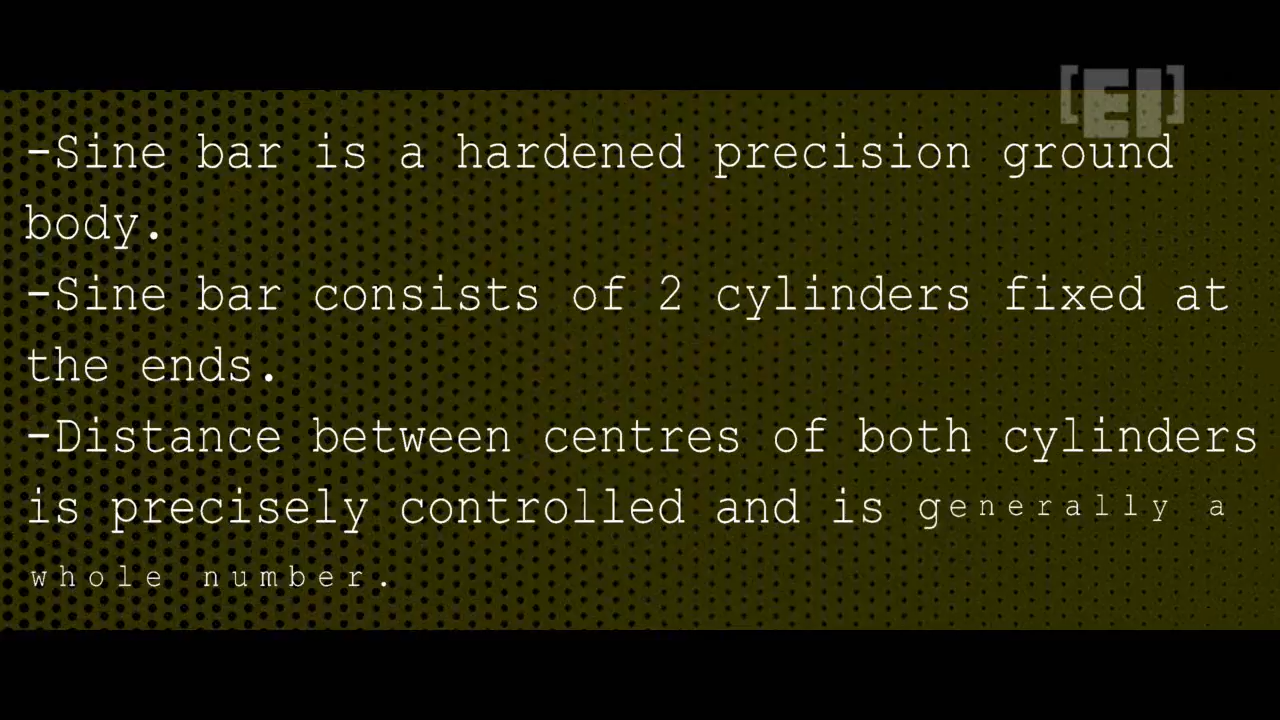 [EI]
-Sine bar is a hardened precision ground
body.
-Sine bar consists of 2 cylinders fixed at
the ends.
-Distance between centres of both cylinders
is precisely controlled and is generally a
whole number.